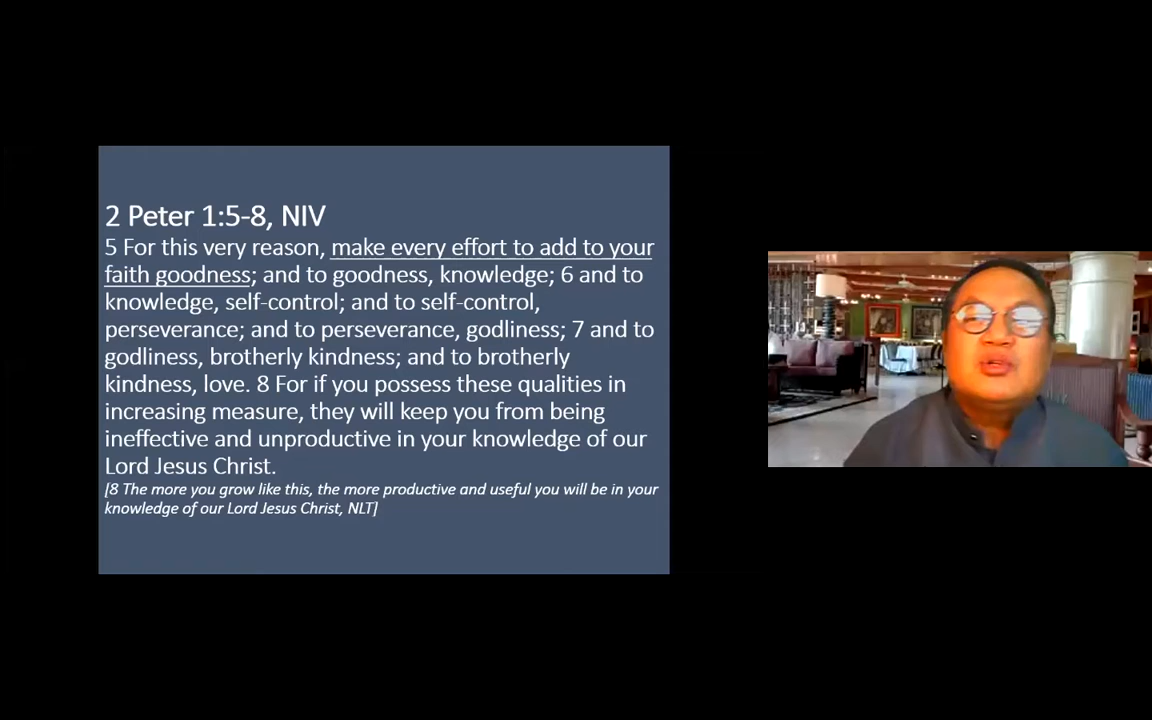 2 Peter 1:5-8, NIV
5 For this very reason, make every effort to add to your
faith goodness; and to goodness, knowledge; 6 and to
knowledge, self-control; and to self-control,
perseverance; and to perseverance, godliness; 7 and to
godliness, brotherly kindness; and to brotherly
kindness, love. 8 For if you possess these qualities in
increasing measure, they will keep you from being
ineffective and unproductive in your knowledge of our
Lord Jesus Christ.
[8 The more you grow like this, the more productive and useful you will be in your
knowledge of our Lord Jesus Christ, NLT]